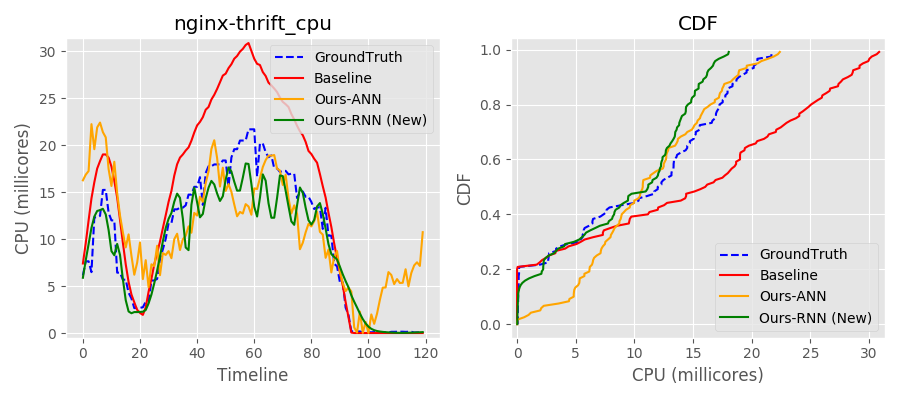 nginx-thrift_cpu
CPU (millicores)
30
25
20
15
10
5
0
0
20
40
60
80
100
120
Timeline
GroundTruth
Baseline
Ours-ANN
Ours-RNN (New)
CDF
CDF
1.0
0.8
0.6
0.4
0.2
0.0
0
5
10
15
20
25
30
CPU (millicores)
GroundTruth
Baseline
Ours-ANN
Ours-RNN (New)